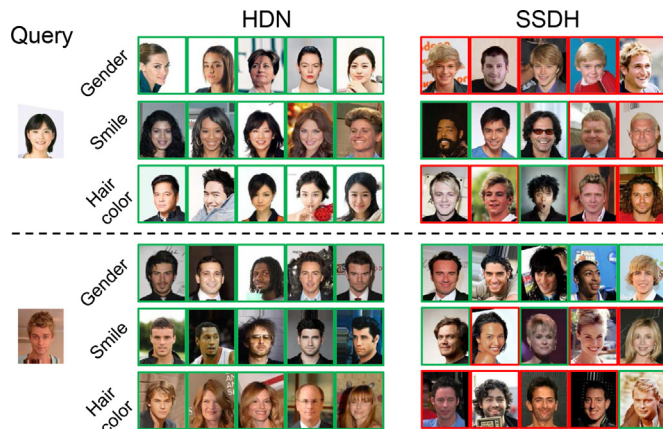 HDN
SSDH
Query
Gender
Smile
Hair
color
Gender
Smile
Hair
color